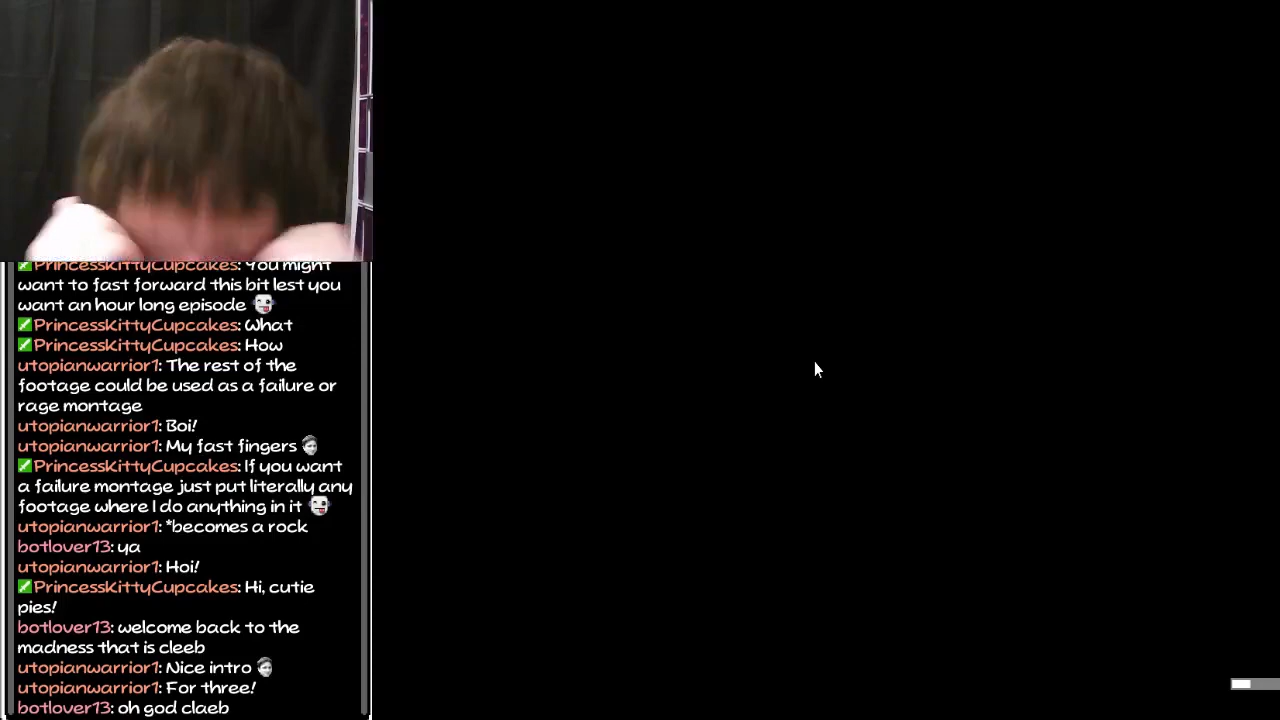 PrincessKittyCupcakes: You might
want to fast forward this bit lest you
want an hour long episode
PrincessKittyCupcakes: What
PrincessKittyCupcakes: How
utopianwarrior1: The rest of the
footage could be used as a failure or
rage montage
utopianwarrior1: Boi!
utopianwarrior1: My fast fingers
PrincessKittyCupcakes: If you want
a failure montage just put literally any
footage where I do anything in it
utopianwarrior1: *becomes a rock
botlover13: ya
utopianwarrior1: Hoi!
PrincessKittyCupcakes: Hi, cutie
pies!
botlover13: welcome back to the
madness that is cleeb
utopianwarrior1: Nice intro
utopianwarrior1: For three!
botlover13: oh god claeb